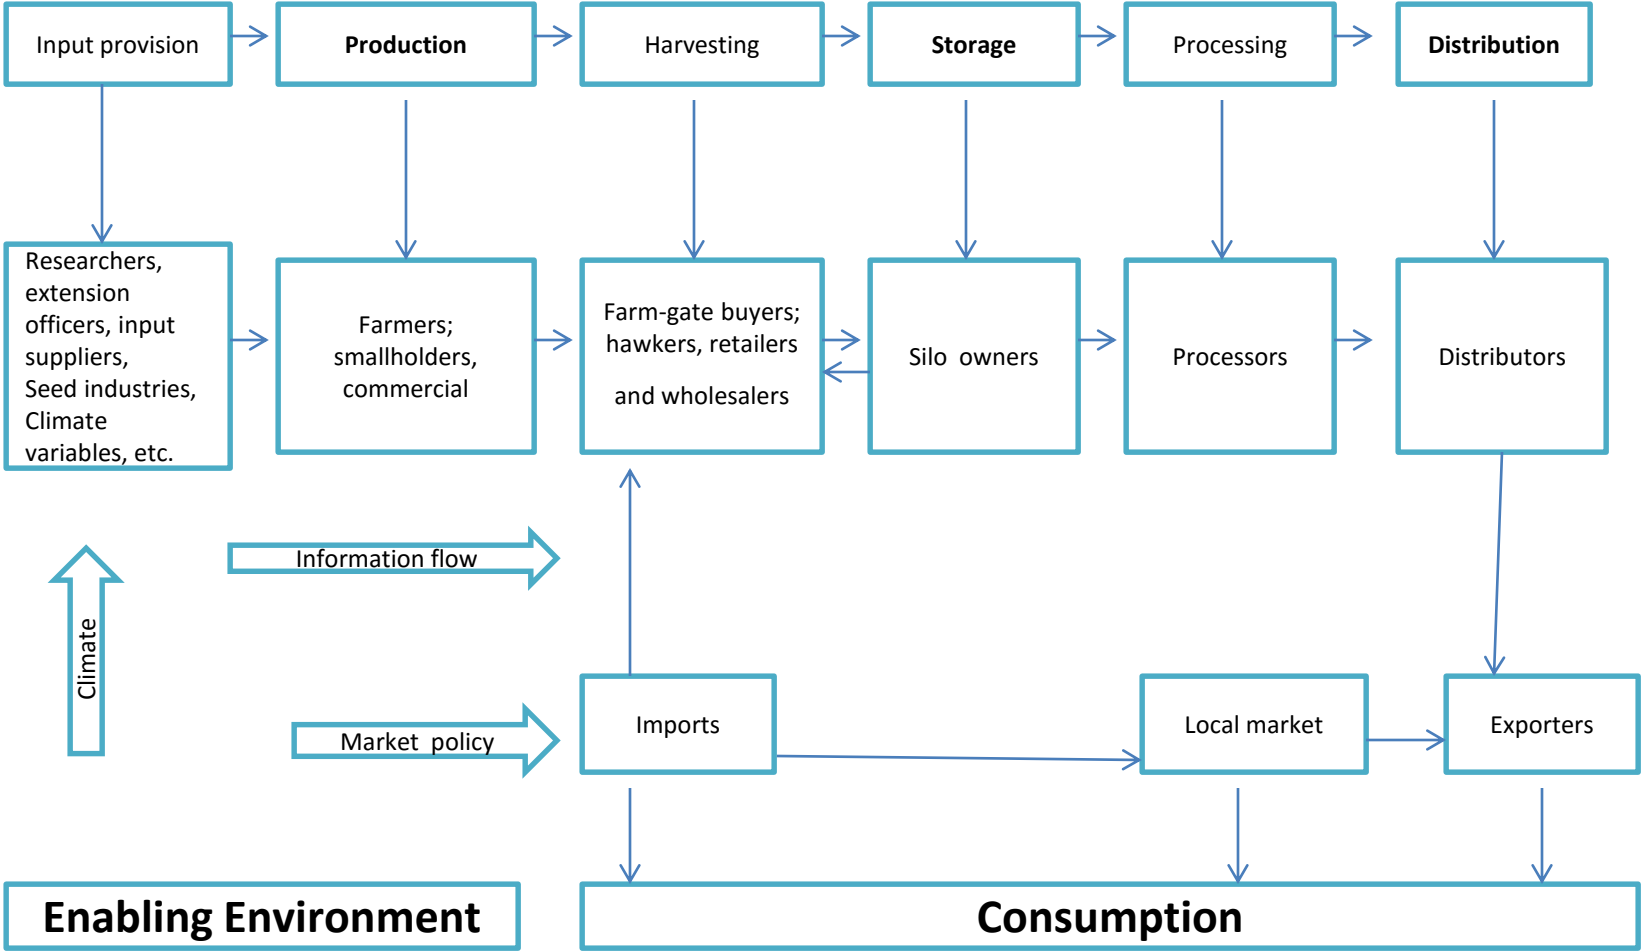 Input provision
Production
Harvesting
Storage
Processing
Distribution
Researchers,
extension
officers, input
suppliers,
Seed industries,
Climate
variables, etc.
Farmers;
smallholders,
commercial
Farm-gate buyers;
hawkers, retailers
and wholesalers
Silo owners
Processors
Distributors
Information flow
Climate
Market policy
Imports
Local market
Exporters
Enabling Environment
Consumption